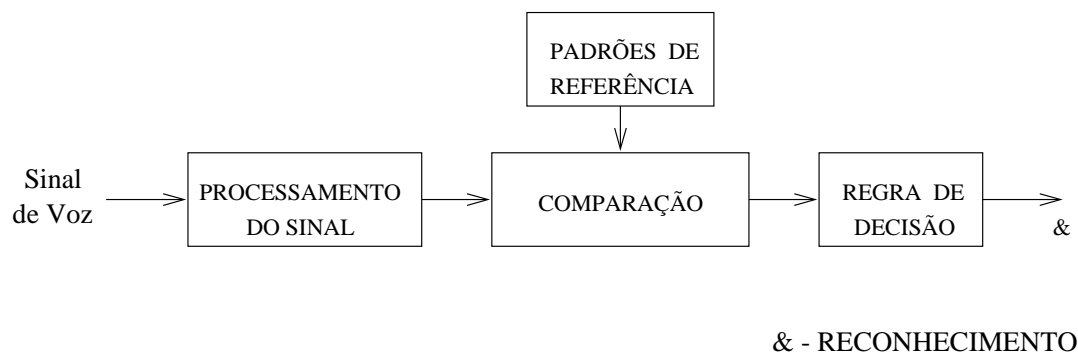 PADRÕES DE
REFERÊNCIA
Sinal
de Voz
PROCESSAMENTO
DO SINAL
COMPARAÇÃO
REGRA DE
DECISÃO
&
& - RECONHECIMENTO